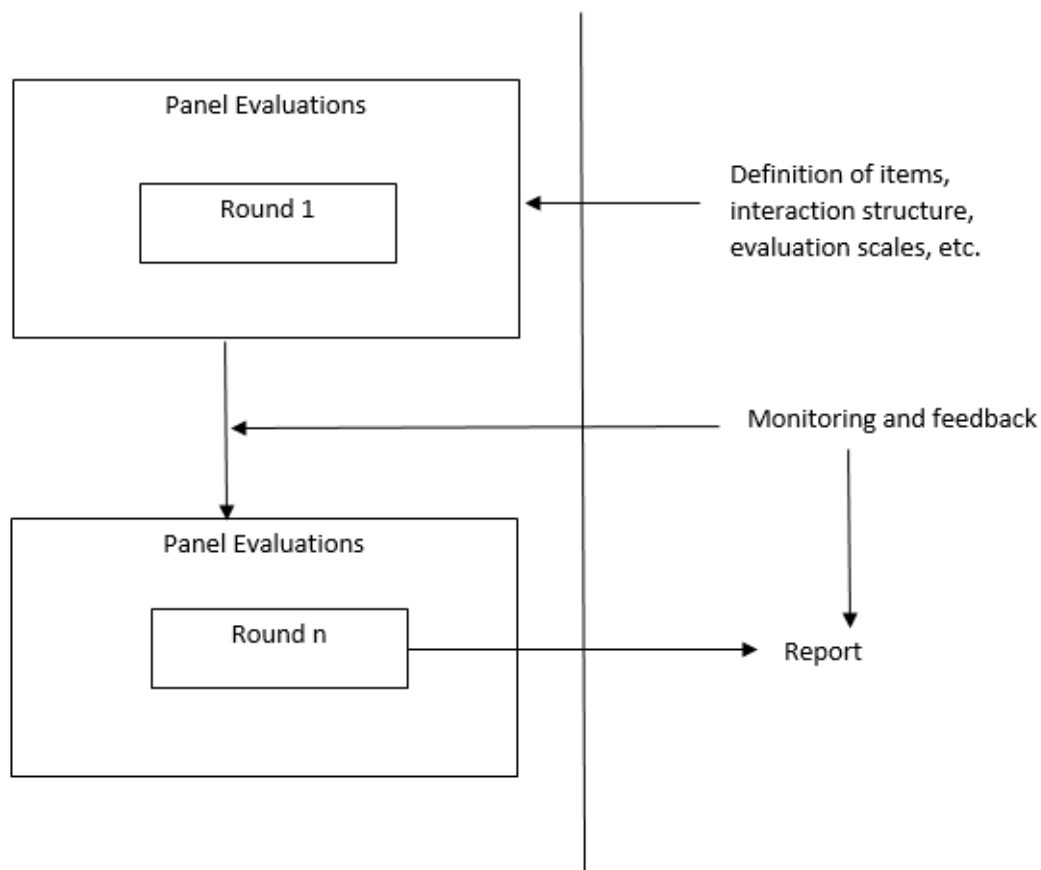 Panel Evaluations
Round 1
Definition of items,
interaction structure,
evaluation scales, etc.
Monitoring and feedback
Panel Evaluations
Round n
Report